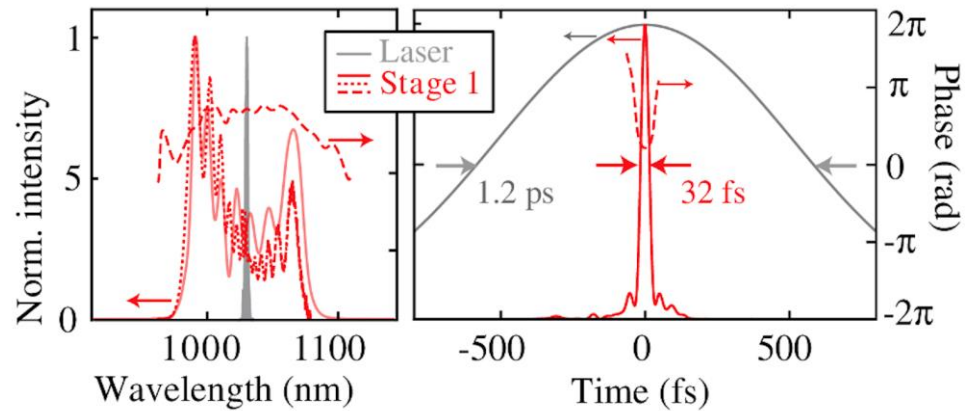 1
5
0
Norm. intensity
1000
1100
Wavelength (nm)
Laser
Stage 1
1.2 ps
32 fs
-500
0
500
Time (fs)
2π
π
0
-π
-2π
Phase (rad)